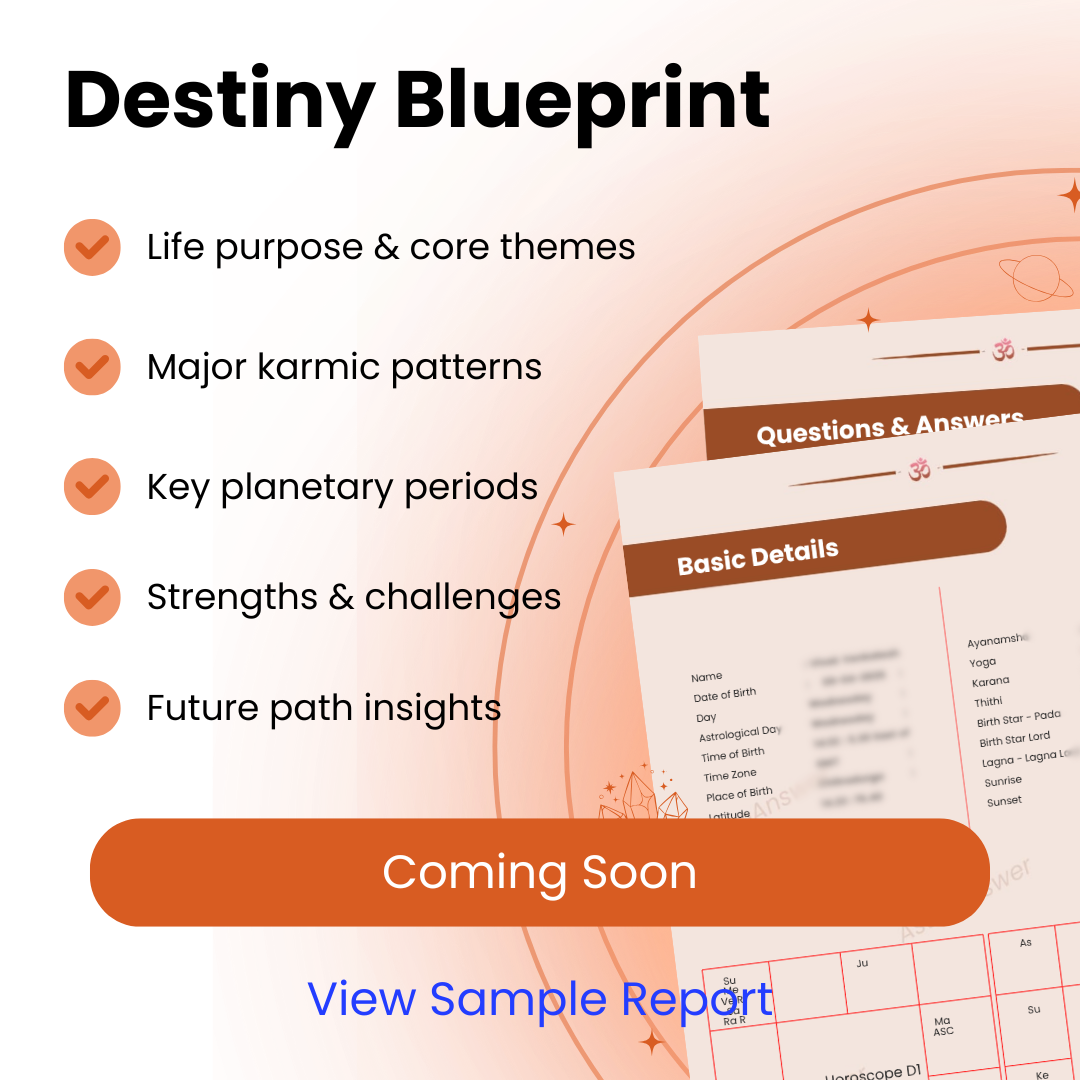 Destiny Blueprint
Life purpose & core themes
Major karmic patterns
Key planetary periods
Strengths & challenges
Future path insights
Coming Soon
View Sample Report
ॐ
Questions & Answers
ॐ
Basic Details
Name
Date of Birth
Day
Astrological Day
Time of Birth
Time Zone
Place of Birth
Latitude
Yoga
Karana
Thithi
Birth Star - Pada
Birth Star Lord
Lagna - Lagna
Sunrise
Sunset
Su
Me
Ve R
Ra R
Ju
Ma
ASC
Horoscope D1
As
Su
Ke